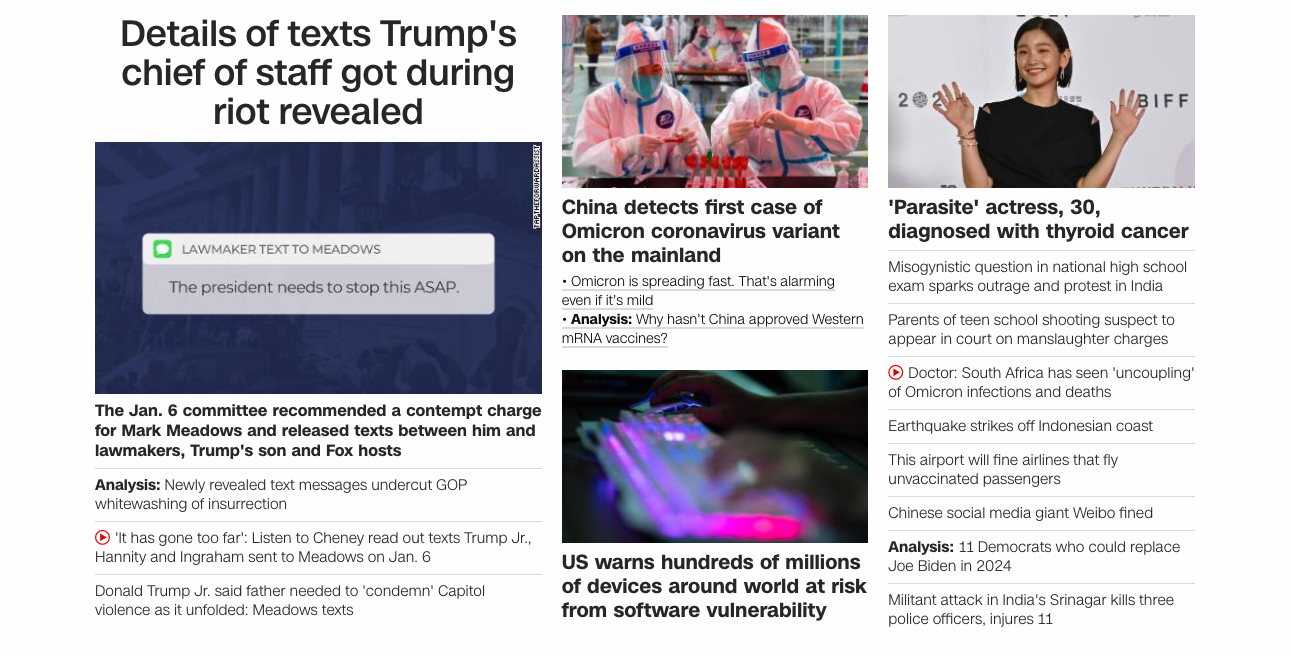 Details of texts Trump's
chief of staff got during
riot revealed
TAP|THEFORWARDASSIST
LAWMAKER TEXT TO MEADOWS
The president needs to stop this ASAP.
The Jan. 6 committee recommended a contempt charge
for Mark Meadows and released texts between him and
lawmakers, Trump's son and Fox hosts
Analysis: Newly revealed text messages undercut GOP
whitewashing of insurrection
'It has gone too far': Listen to Cheney read out texts Trump Jr.,
Hannity and Ingraham sent to Meadows on Jan. 6
Donald Trump Jr. said father needed to 'condemn' Capitol
violence as it unfolded: Meadows texts
China detects first case of
Omicron coronavirus variant
on the mainland
• Omicron is spreading fast. That's alarming
even if it's mild
• Analysis: Why hasn't China approved Western
mRNA vaccines?
US warns hundreds of millions
of devices around world at risk
from software vulnerability
BIFF
'Parasite' actress, 30,
diagnosed with thyroid cancer
Misogynistic question in national high school
exam sparks outrage and protest in India
Parents of teen school shooting suspect to
appear in court on manslaughter charges
Doctor: South Africa has seen 'uncoupling'
of Omicron infections and deaths
Earthquake strikes off Indonesian coast
This airport will fine airlines that fly
unvaccinated passengers
Chinese social media giant Weibo fined
Analysis: 11 Democrats who could replace
Joe Biden in 2024
Militant attack in India's Srinagar kills three
police officers, injures 11